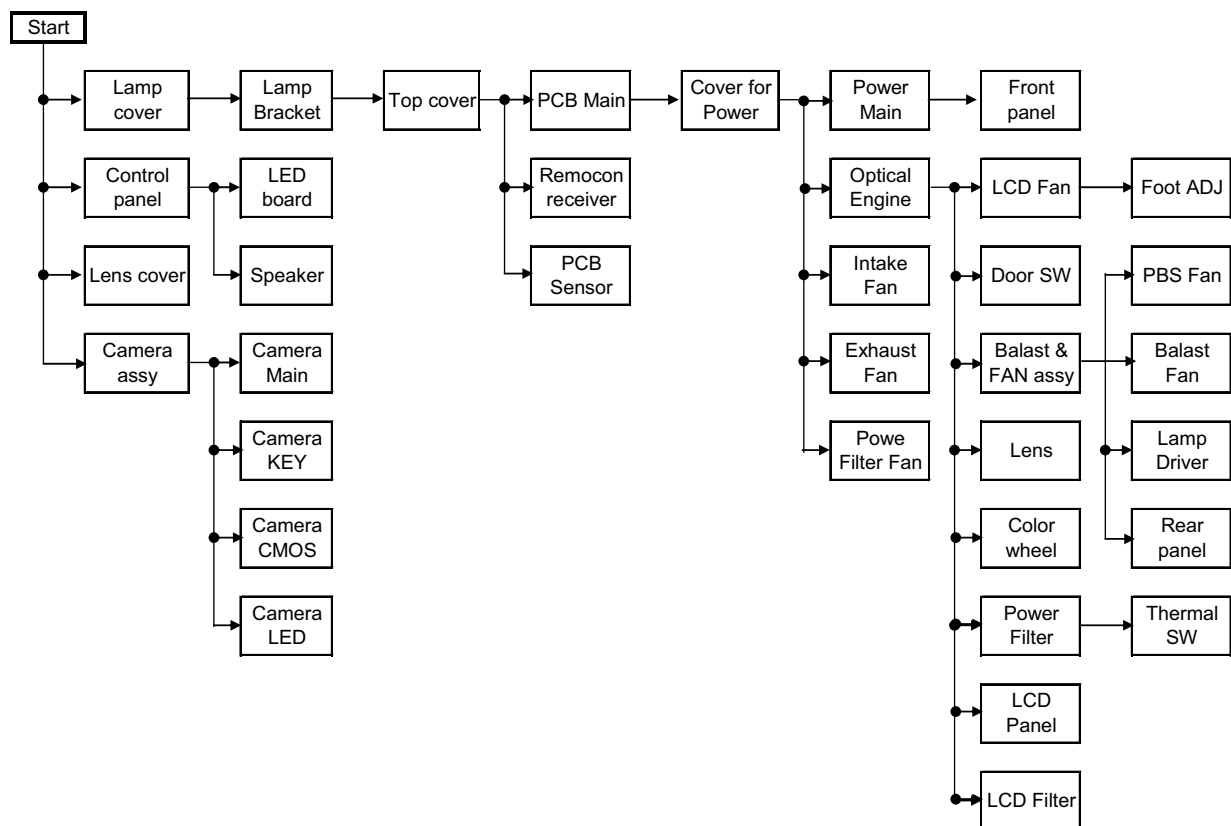 Start
Lamp
cover
Lamp
Bracket
Top cover
PCB Main
Cover for
Power
Power
Main
Front
panel
Control
panel
LED
board
Remocon
receiver
Optical
Engine
LCD Fan
Foot ADJ
Lens cover
Speaker
PCB
Sensor
Intake
Fan
Door SW
PBS Fan
Camera
assy
Camera
Main
Exhaust
Fan
Balast &
FAN assy
Balast
Fan
Camera
KEY
Powe
Filter Fan
Lens
Lamp
Driver
Camera
CMOS
Color
wheel
Rear
panel
Camera
LED
Power
Filter
Thermal
SW
LCD
Panel
LCD Filter